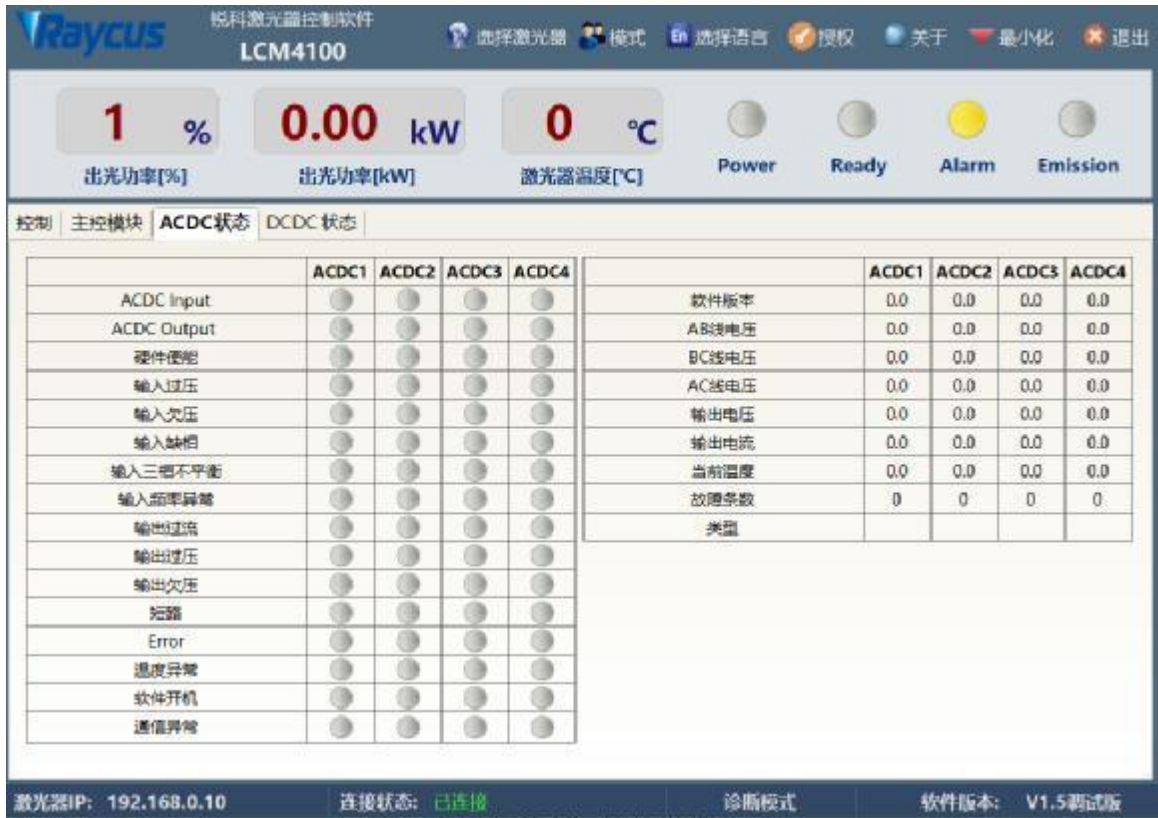 Raycus 锐科激光器控制软件
LCM4100
选择激光器 模式 En 选择语言 授权 关于 最小化 退出
1 % 0.00 kW 0 ℃
出光功率[%] 出光功率[kW] 激光器温度[℃] Power Ready Alarm Emission
控制 主控模块 ACDC状态 DCDC 状态
ACDC1 ACDC2 ACDC3 ACDC4 ACDC1 ACDC2 ACDC3 ACDC4
ACDC Input 软件版本 0.0 0.0 0.0 0.0
ACDC Output AB线电压 0.0 0.0 0.0 0.0
硬件使能 BC线电压 0.0 0.0 0.0 0.0
输入过压 AC线电压 0.0 0.0 0.0 0.0
输入欠压 输出电压 0.0 0.0 0.0 0.0
输入缺相 输出电流 0.0 0.0 0.0 0.0
输入三相不平衡 当前温度 0.0 0.0 0.0 0.0
输入频率异常 故障条数 0 0 0 0
输出过流 类型
输出过压
输出欠压
短路
Error
温度异常
软件开机
通信异常
激光器IP: 192.168.0.10 连接状态: 已连接 诊断模式 软件版本: V1.5调试版